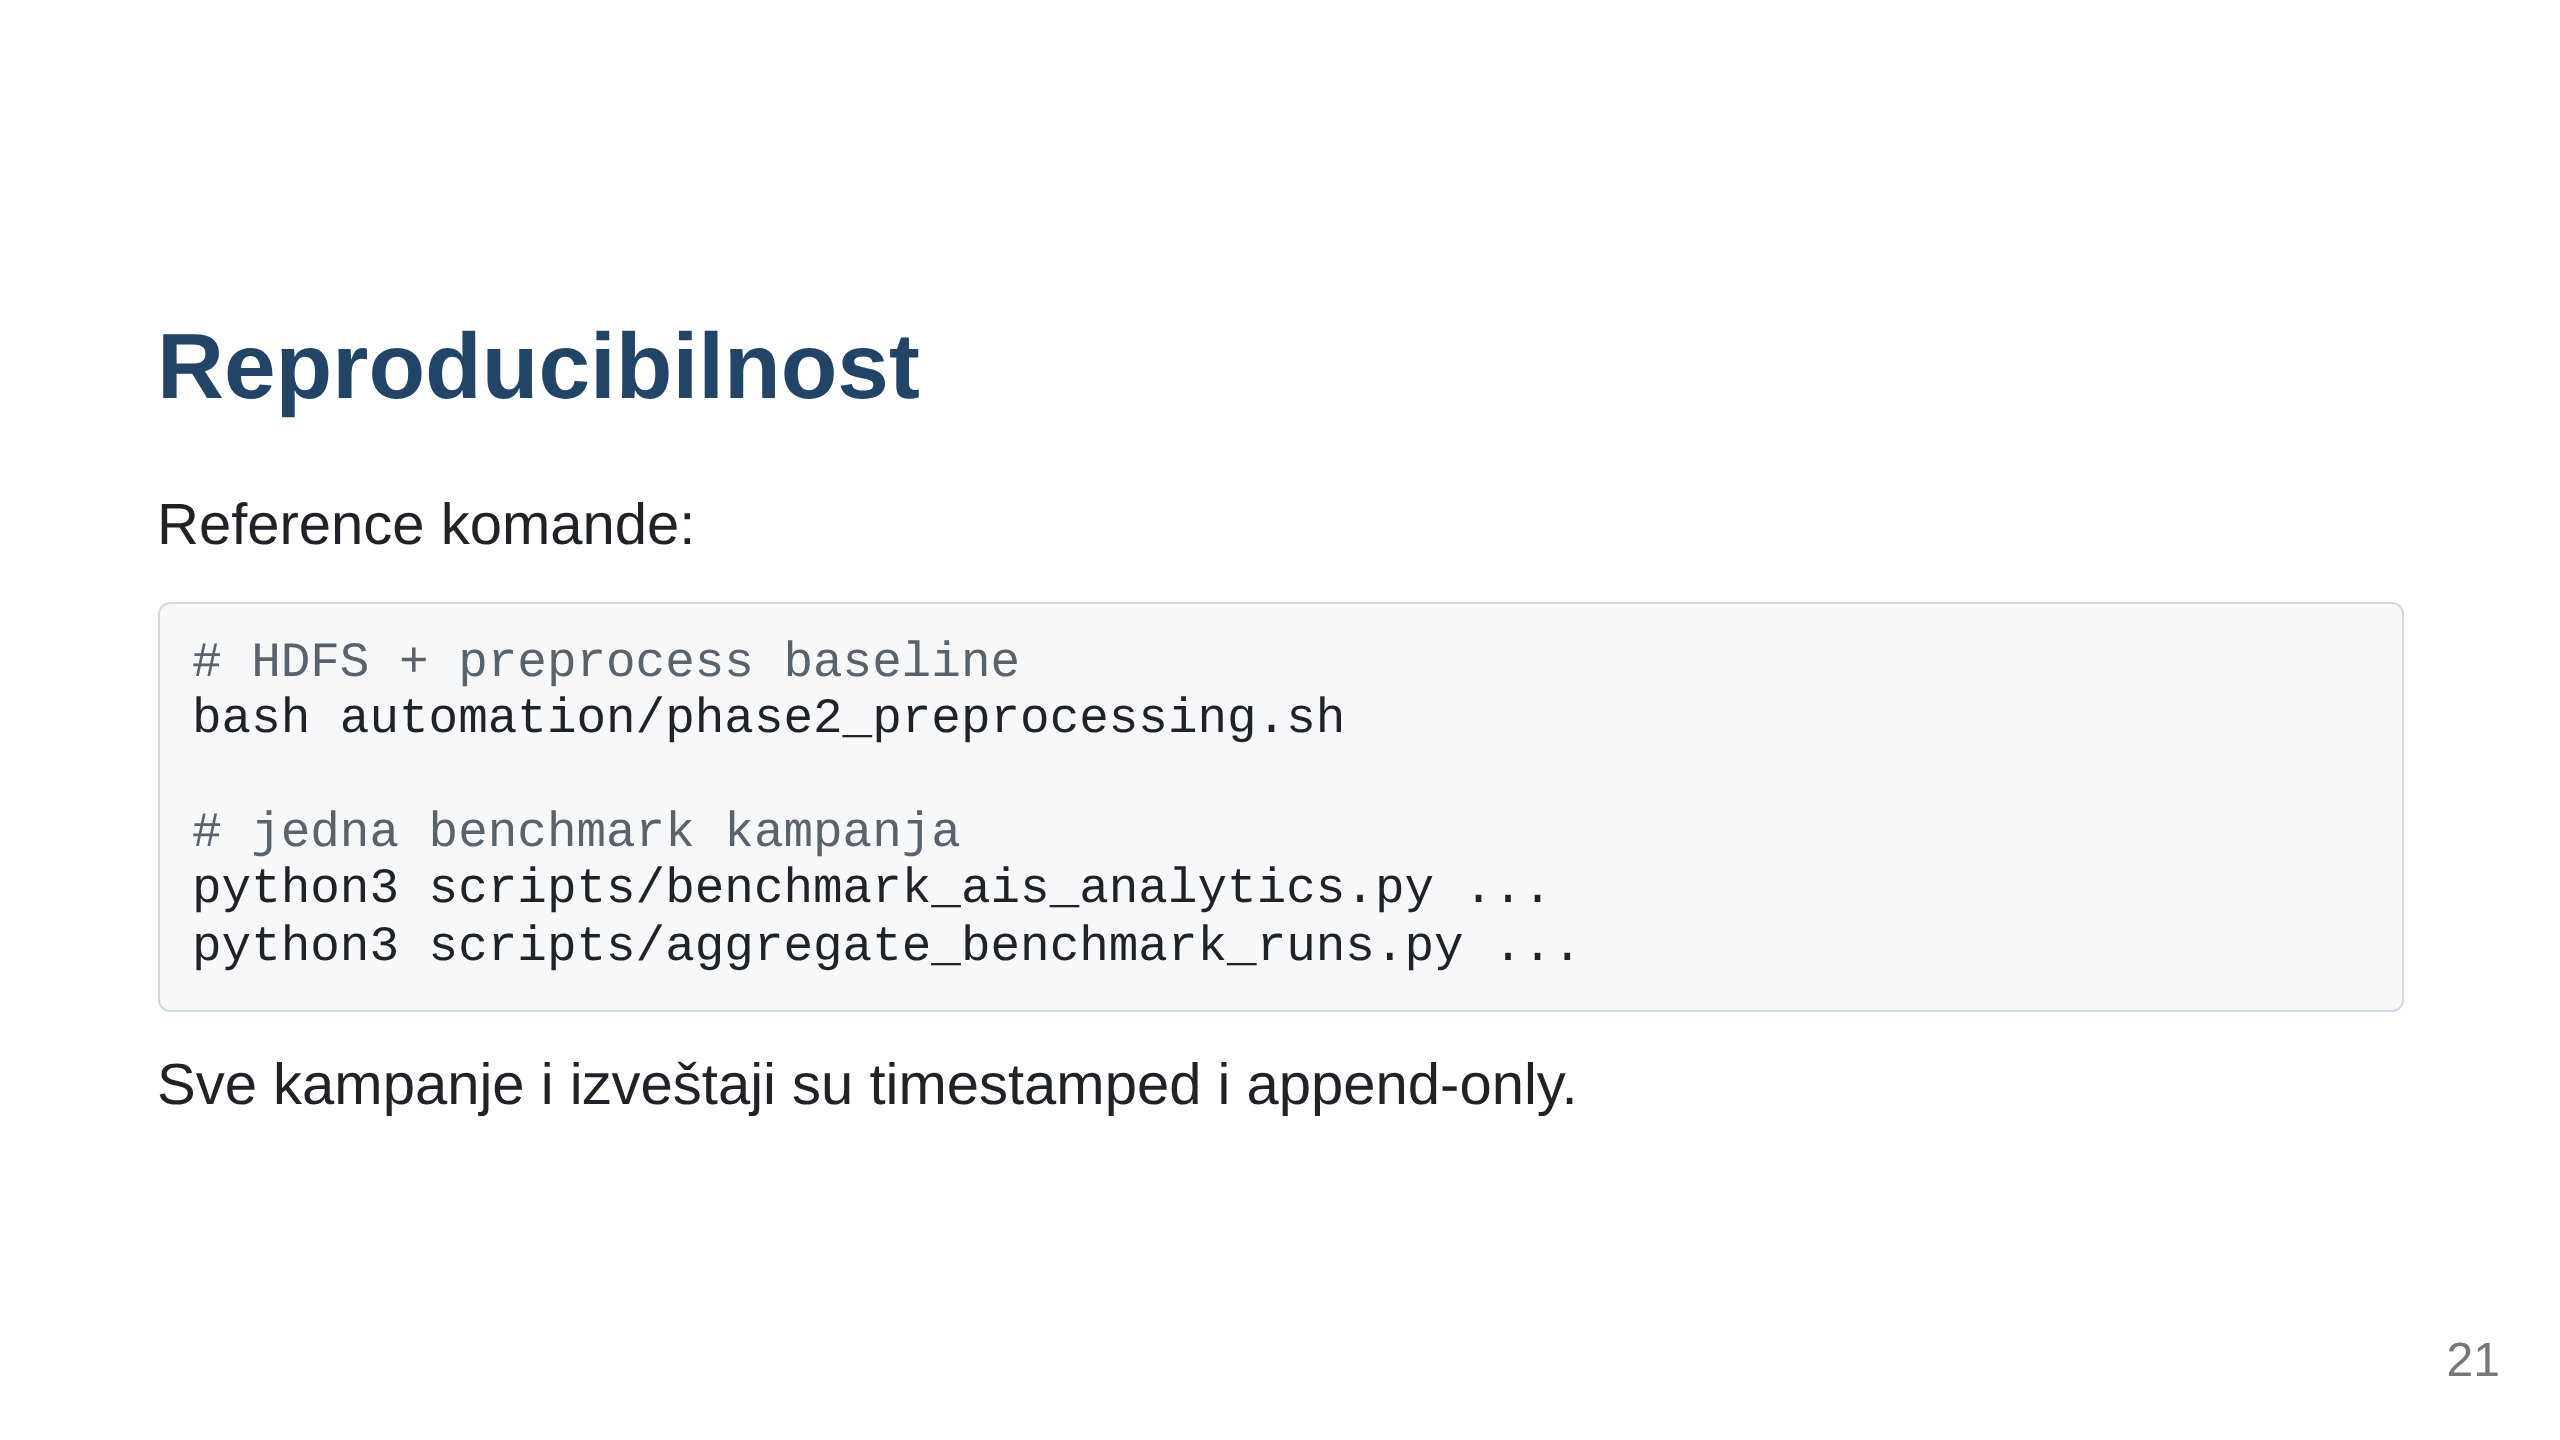 Reproducibilnost
Reference komande:
# HDFS + preprocess baseline
bash automation/phase2_preprocessing.sh
# jedna benchmark kampanja
python3 scripts/benchmark_ais_analytics.py ...
python3 scripts/aggregate_benchmark_runs.py ...
Sve kampanje i izveštaji su timestamped i append-only.
21